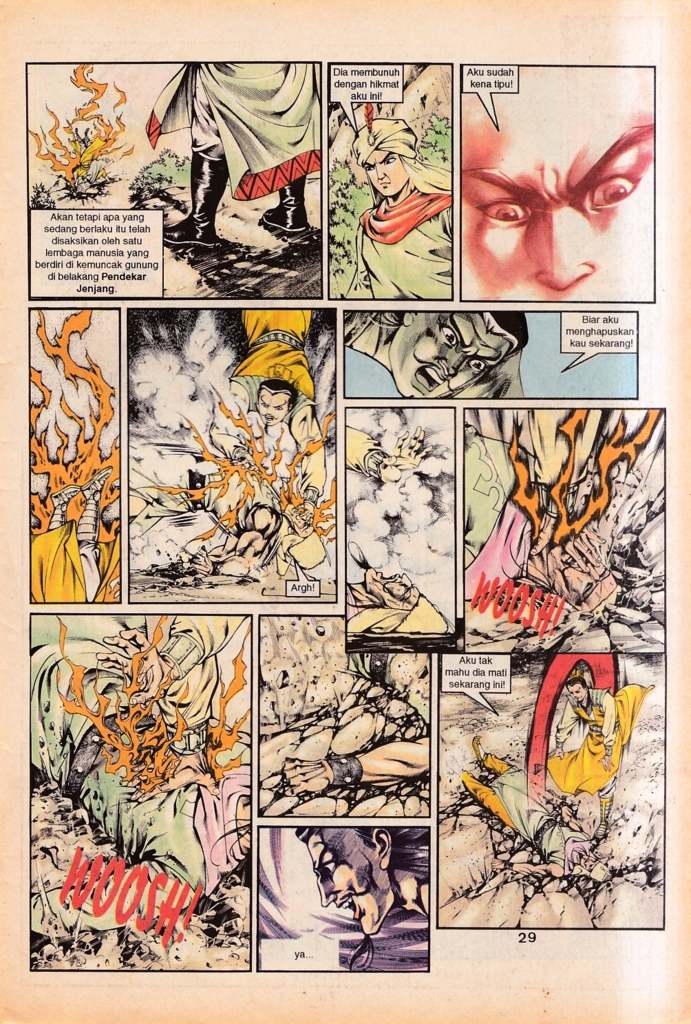 Akan tetapi apa yang
sedang berlaku itu telah
disaksikan oleh satu
lembaga manusia yang
berdiri di kemuncak gunung
di belakang Pendekar
Jenjang.
Dia membunuh
dengan hikmat
aku ini!
Aku sudah
kena tipu!
Argh!
Biar aku
menghapuskan
kau sekarang!
WOOSH!
WOOSH!
ya...
Aku tak
mahu dia mati
sekarang ini!
29